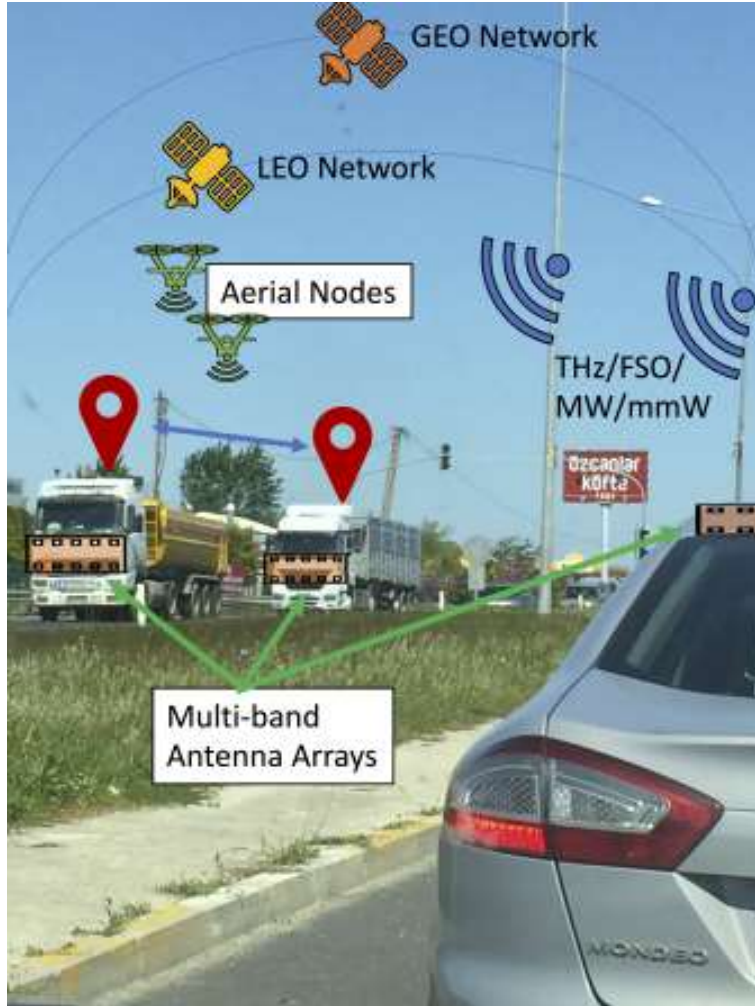 GEO Network
LEO Network
Aerial Nodes
THz/FSO/
MW/mmW
özcanlar
köfte
Multi-band
Antenna Arrays
MONDEO